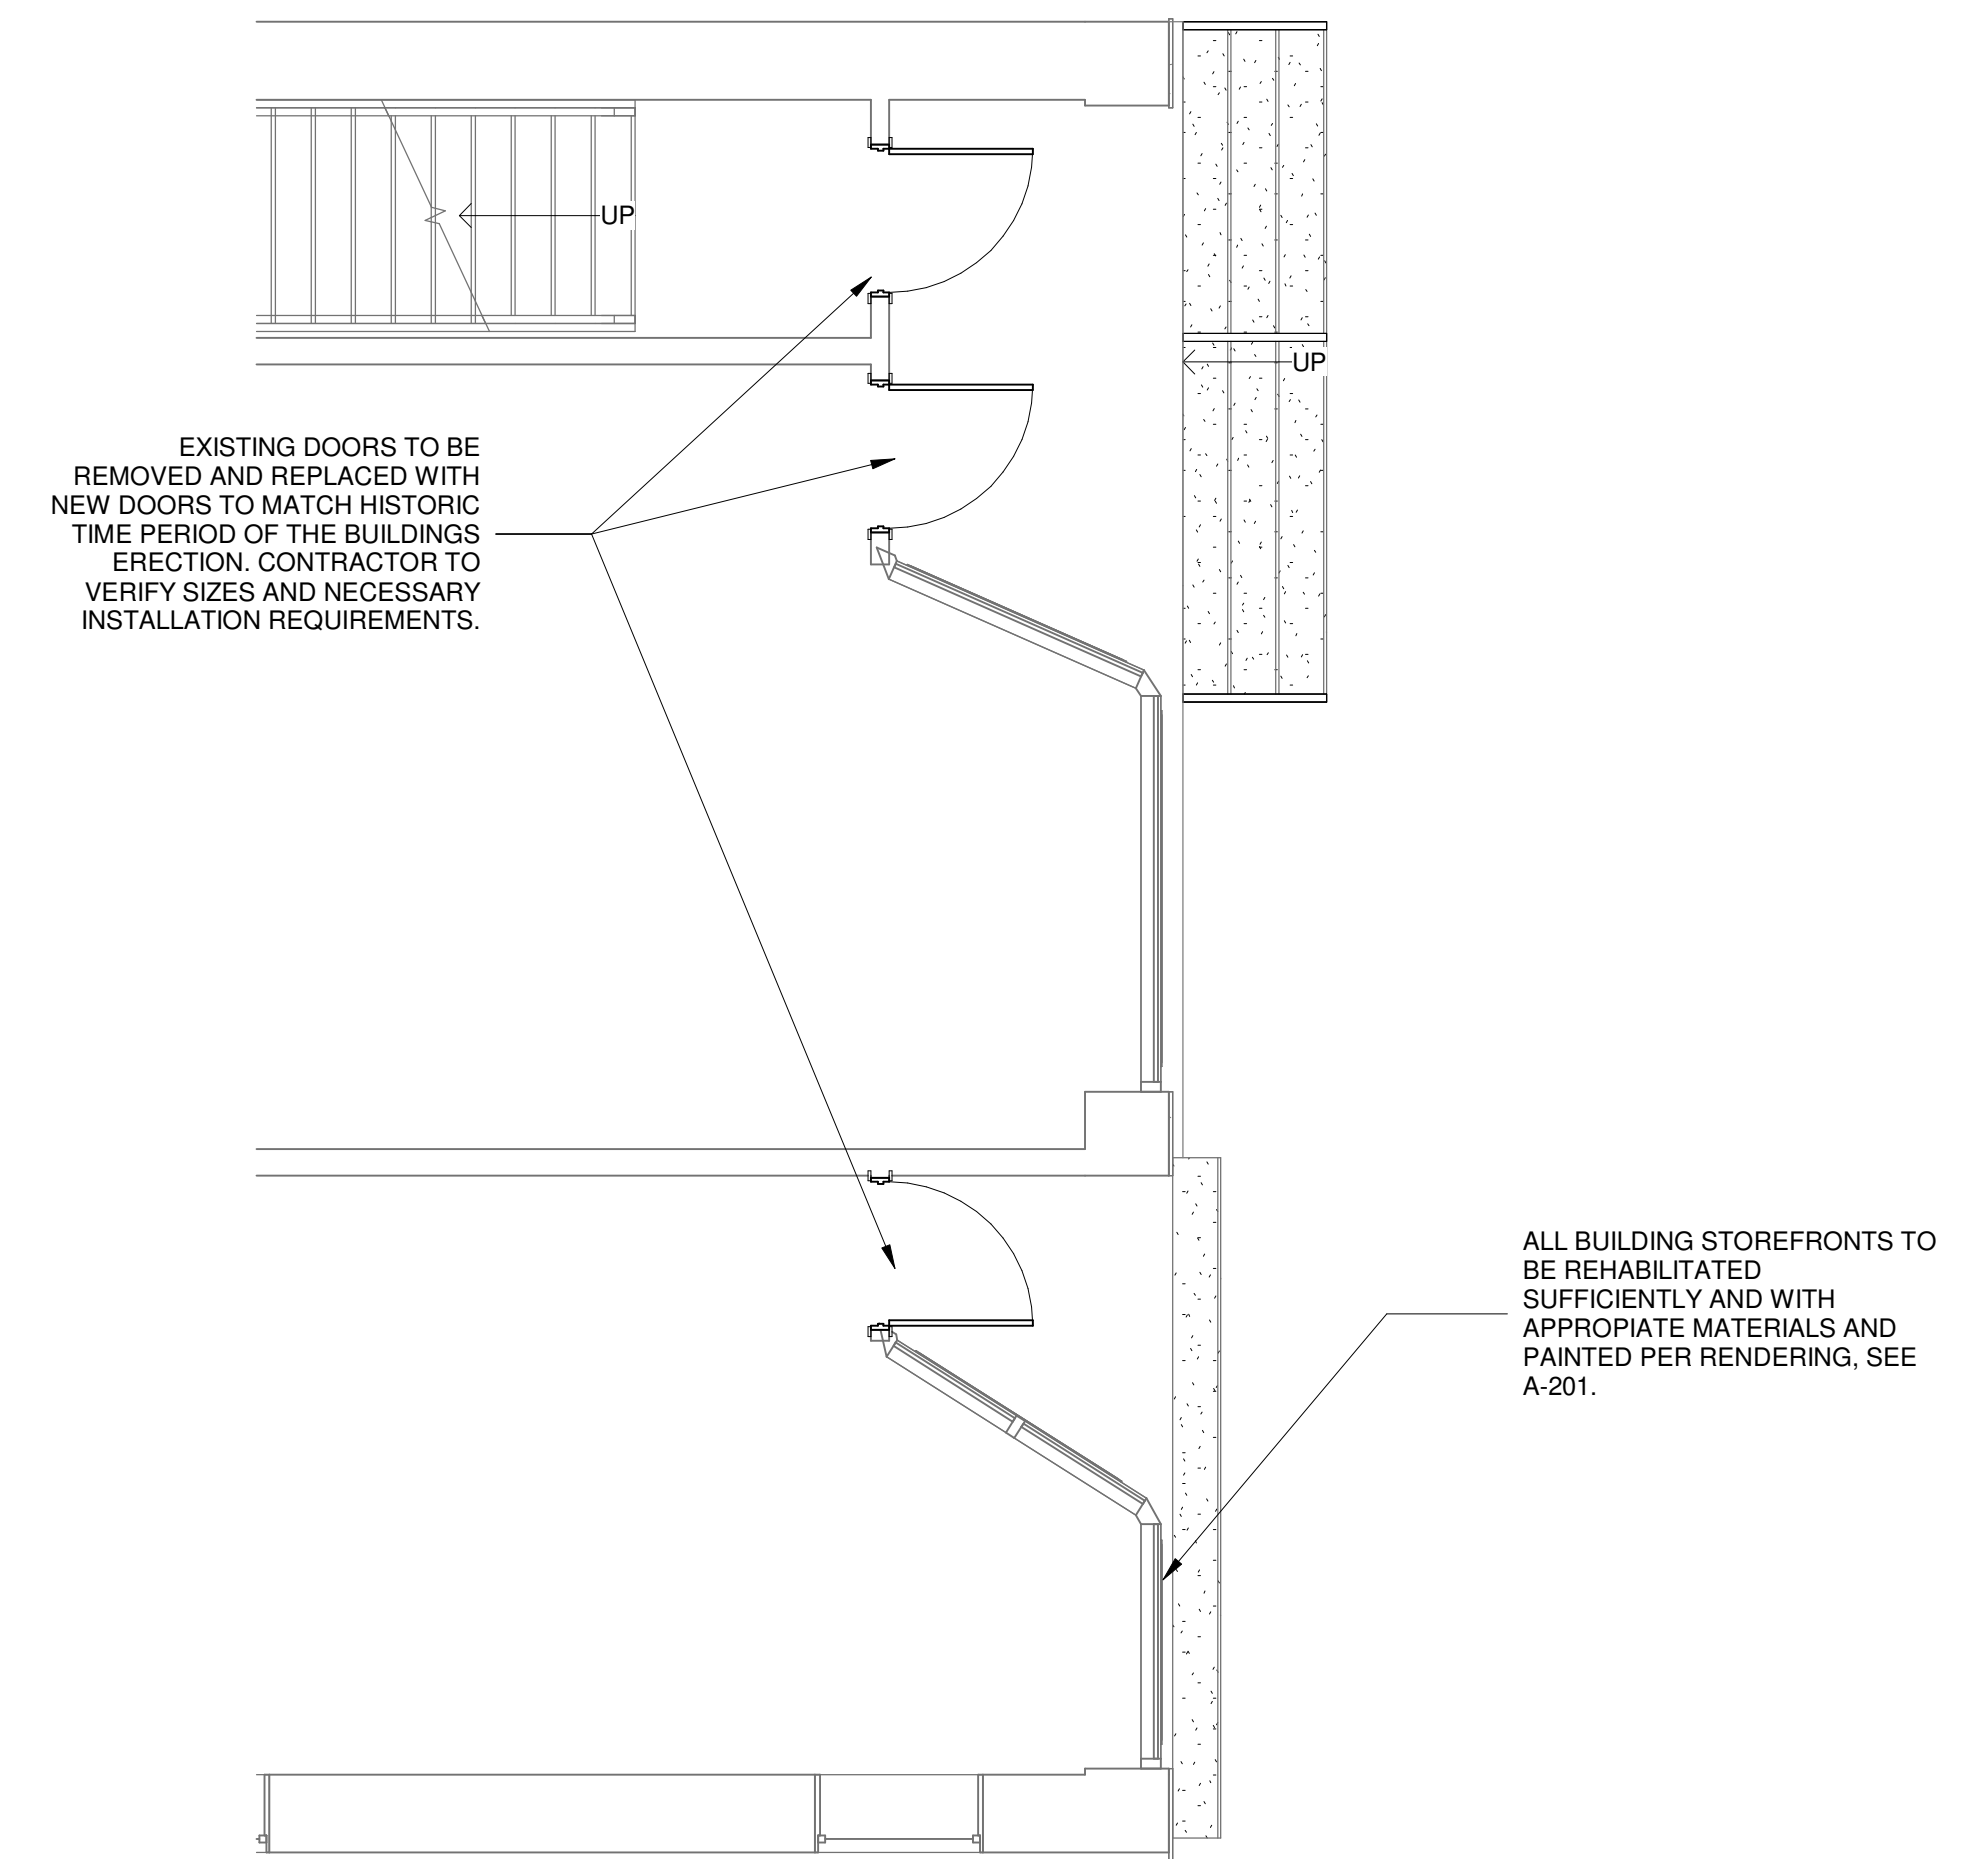 UP
UP
EXISTING DOORS TO BE
REMOVED AND REPLACED WITH
NEW DOORS TO MATCH HISTORIC
TIME PERIOD OF THE BUILDINGS
ERECTION. CONTRACTOR TO
VERIFY SIZES AND NECESSARY
INSTALLATION REQUIREMENTS.
ALL BUILDING STOREFRONTS TO
BE REHABILITATED
SUFFICIENTLY AND WITH
APPROPIATE MATERIALS AND
PAINTED PER RENDERING, SEE
A-201.